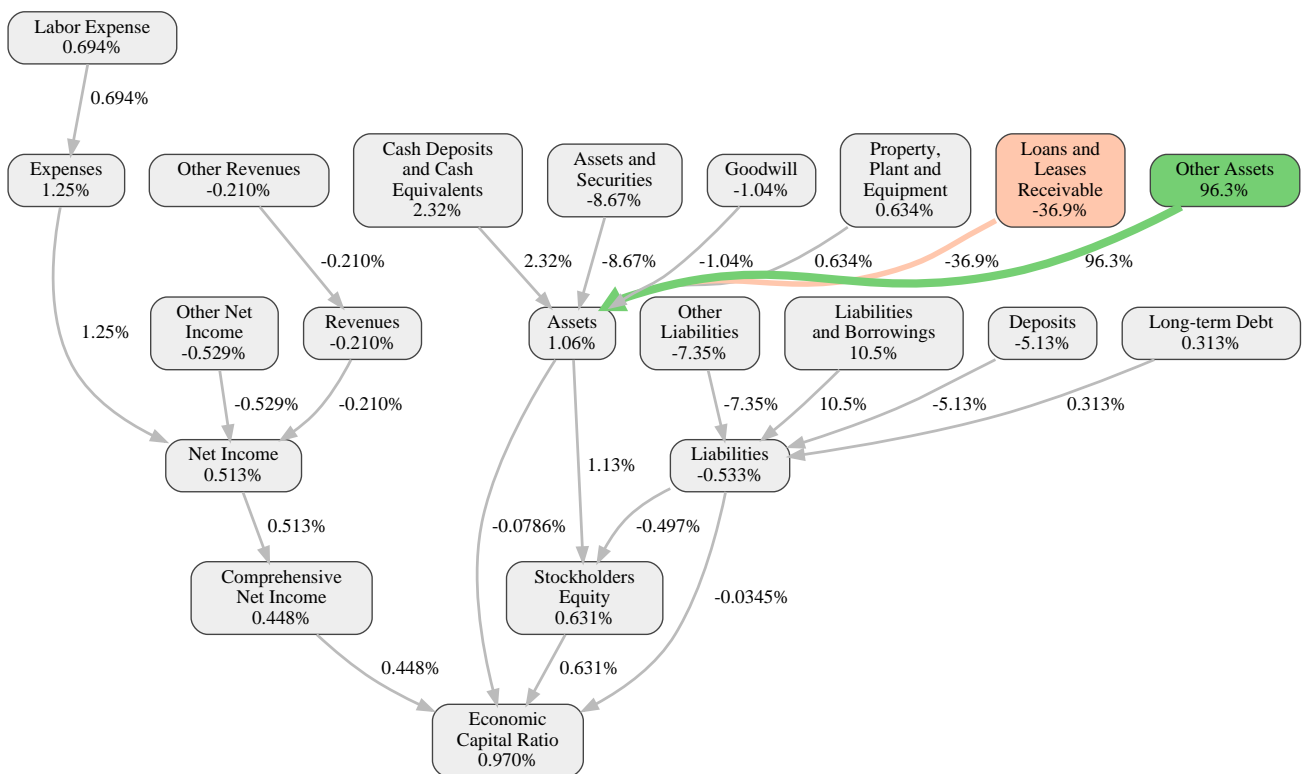 Labor Expense
0.694%
0.694%
Expenses
1.25%
Other Revenues
-0.210%
Cash Deposits
and Cash
Equivalents
2.32%
Assets and
Securities
-8.67%
Goodwill
-1.04%
Property,
Plant and
Equipment
0.634%
Loans and
Leases
Receivable
-36.9%
Other Assets
96.3%
-0.210%
2.32%
-8.67%
-1.04%
0.634%
-36.9%
96.3%
1.25%
Other Net
Income
-0.529%
Revenues
-0.210%
Assets
1.06%
Other
Liabilities
-7.35%
Liabilities
and Borrowings
10.5%
Deposits
-5.13%
Long-term Debt
0.313%
-0.529%
-0.210%
-7.35%
10.5%
-5.13%
0.313%
Net Income
0.513%
1.13%
Liabilities
-0.533%
0.513%
-0.0786%
-0.497%
Comprehensive
Net Income
0.448%
Stockholders
Equity
0.631%
-0.0345%
0.448%
0.631%
Economic
Capital Ratio
0.970%